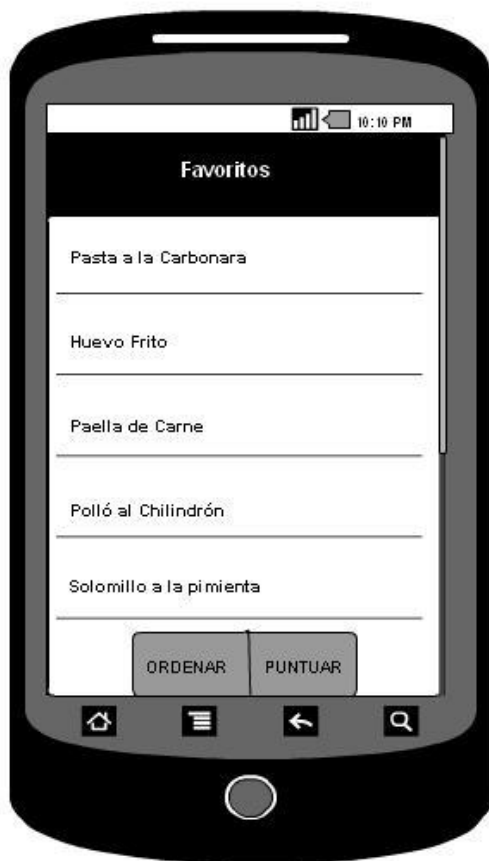 10:10 PM
Favoritos
Pasta a la Carbonara
Huevo Frito
Paella de Carne
Polló al Chilindrón
Solomillo a la pimienta
ORDENAR PUNTUAR